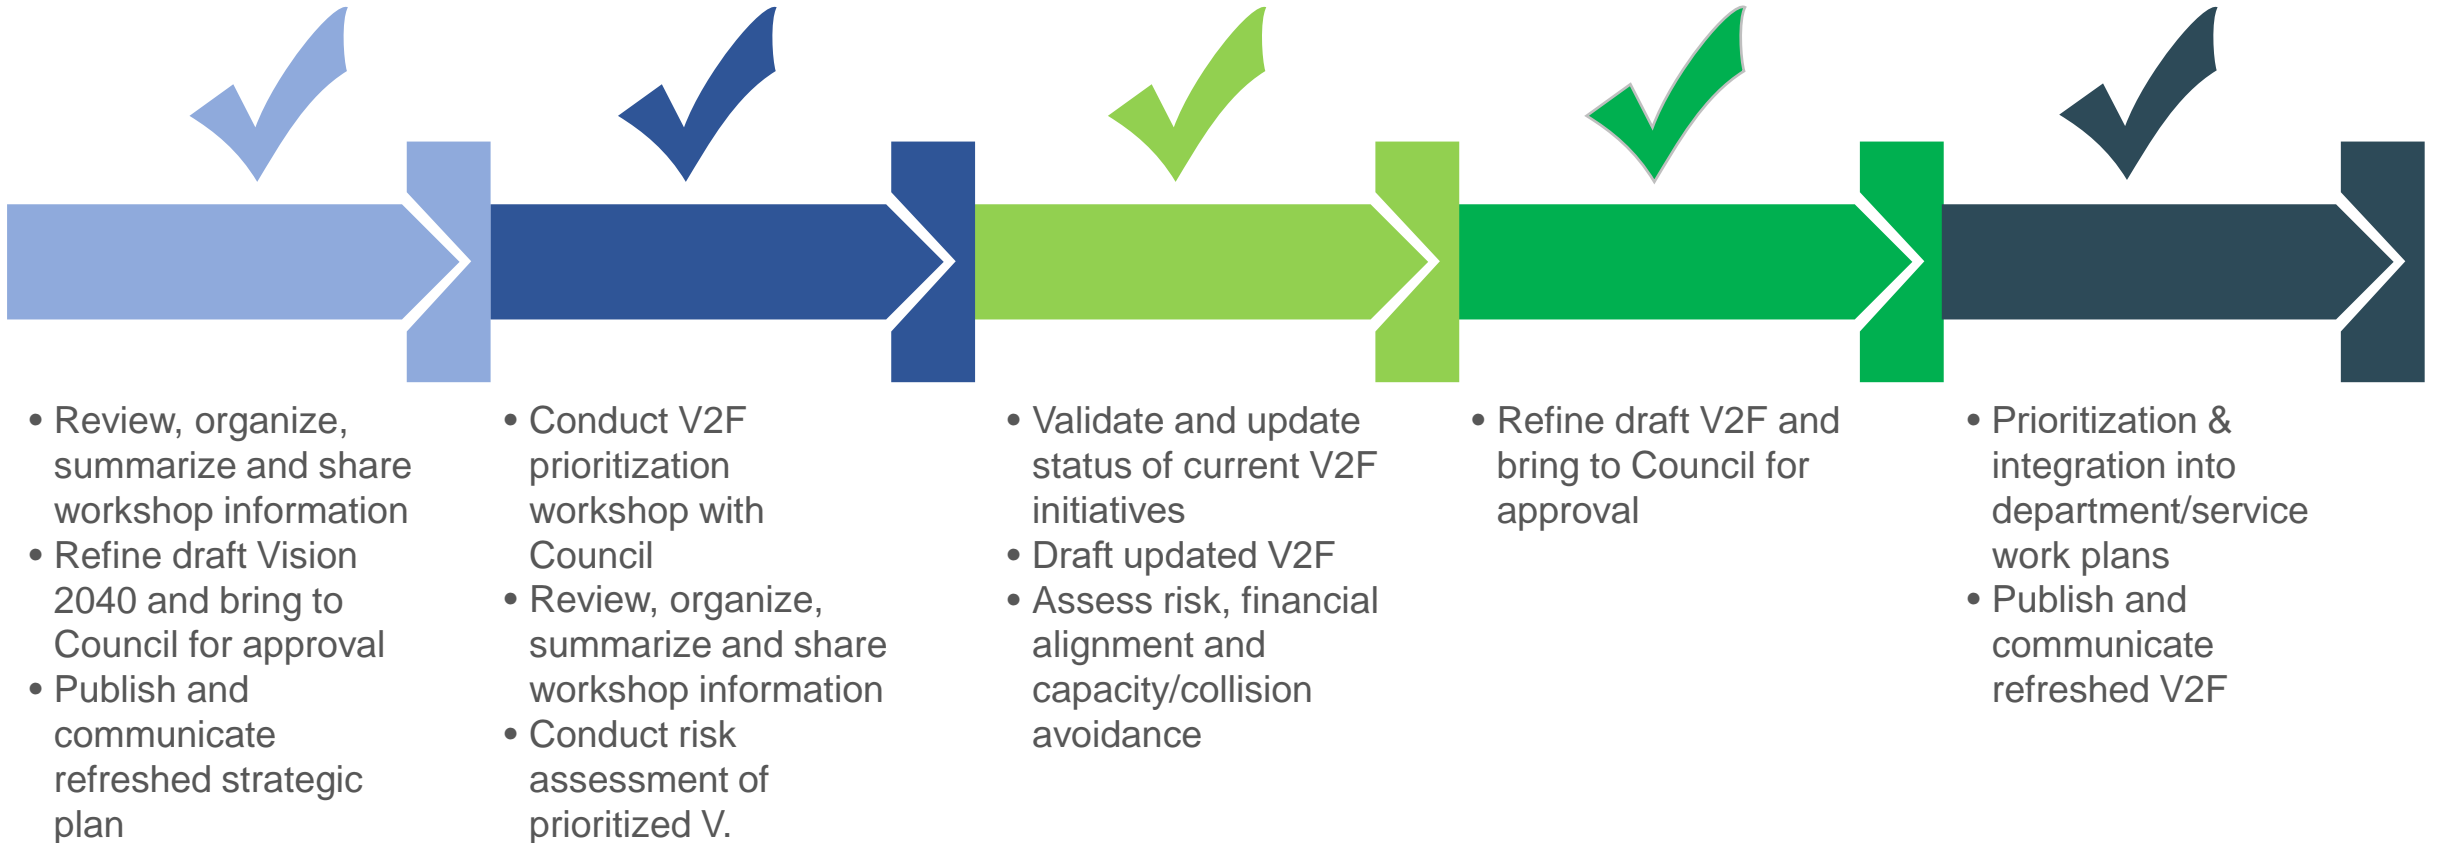 • Review, organize,
summarize and share
workshop information
• Refine draft Vision
2040 and bring to
Council for approval
• Publish and
communicate
refreshed strategic
plan
• Conduct V2F
prioritization
workshop with
Council
• Review, organize,
summarize and share
workshop information
• Conduct risk
assessment of
prioritized V.
• Validate and update
status of current V2F
initiatives
• Draft updated V2F
• Assess risk, financial
alignment and
capacity/collision
avoidance
• Refine draft V2F and
bring to Council for
approval
• Prioritization &
integration into
department/service
work plans
• Publish and
communicate
refreshed V2F